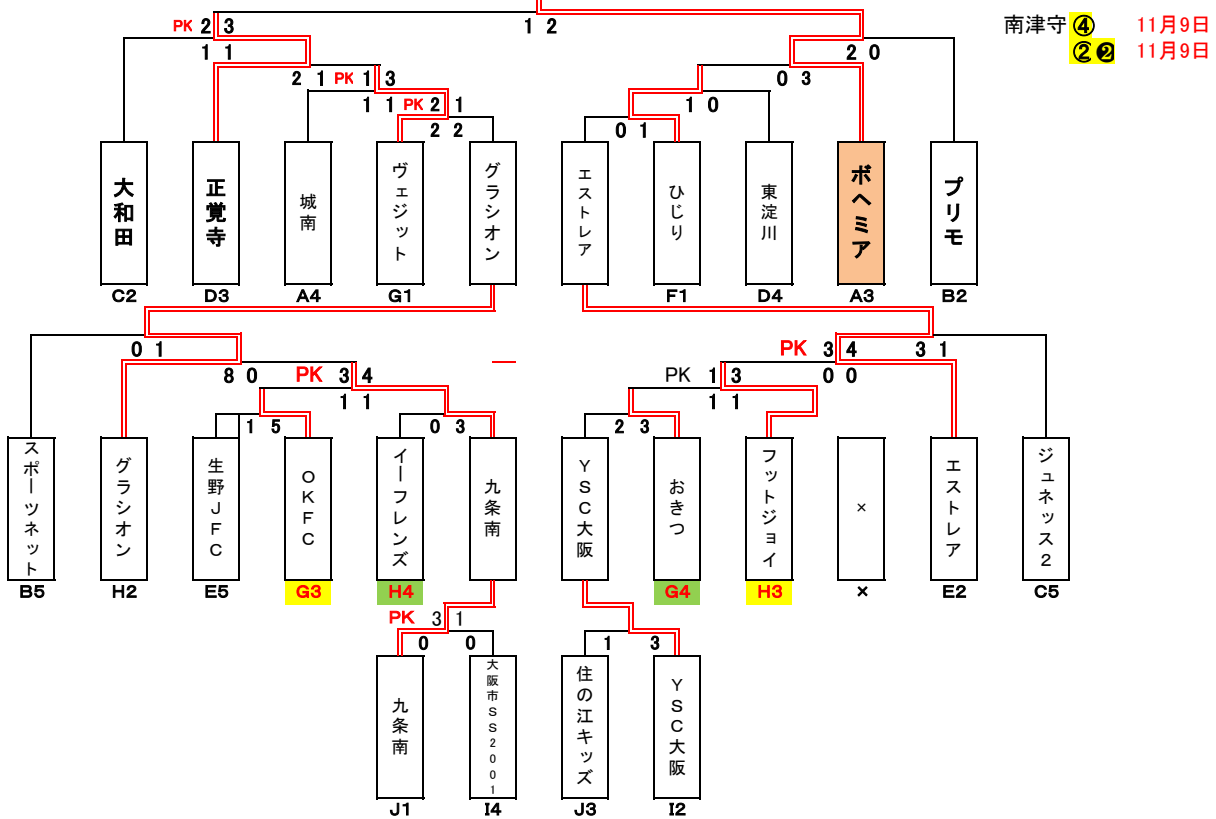 PK 2 3
1 2
南津守 ④ 11月9日
1 1
2 0
② ❷ 11月9日
2 1 PK 1 3
0 3
1 1 PK 2 1
1 0
2 2
0 1
大和田
正覚寺
城南
ヴェジット
グラシオン
エストレア
ひじり
東淀川
ボヘミア
プリモ
C2
D3
A4
G1
F1
D4
A3
B2
0 1
PK 3 4
3 1
8 0
PK 3 4
PK 1 3
0 0
1 1
1 1
1 5
0 3
2 3
スポーツネット
グラシオン
生野JFC
OKFC
イーフレンズ
九条南
YSC大阪
おきつ
フットジョイ
×
エストレア
ジュネッス2
B5
H2
E5
G3
H4
G4
H3
×
E2
C5
PK 3 1
0 0
1 3
九条南
大阪市SS2001
住の江キッズ
YSC大阪
J1
I4
J3
I2